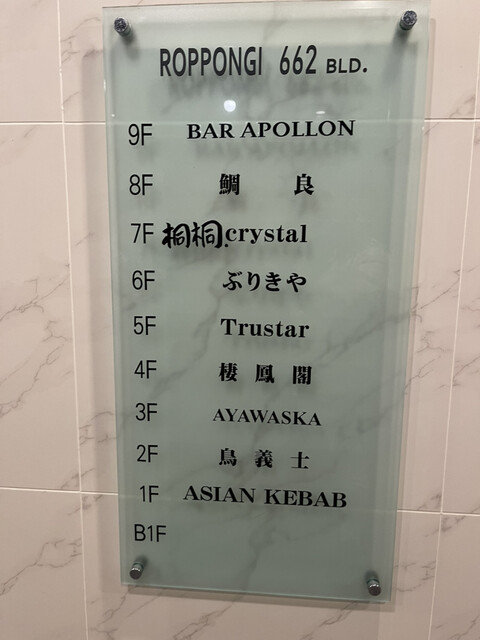 ROPPONGI 662 BLD.
9F BAR APOLLON
8F 鯛良
7F 桐桐.crystal
6F ぶりきや
5F Trustar
4F 棲鳳閣
3F AYAWASKA
2F 鳥義士
1F ASIAN KEBAB
B1F